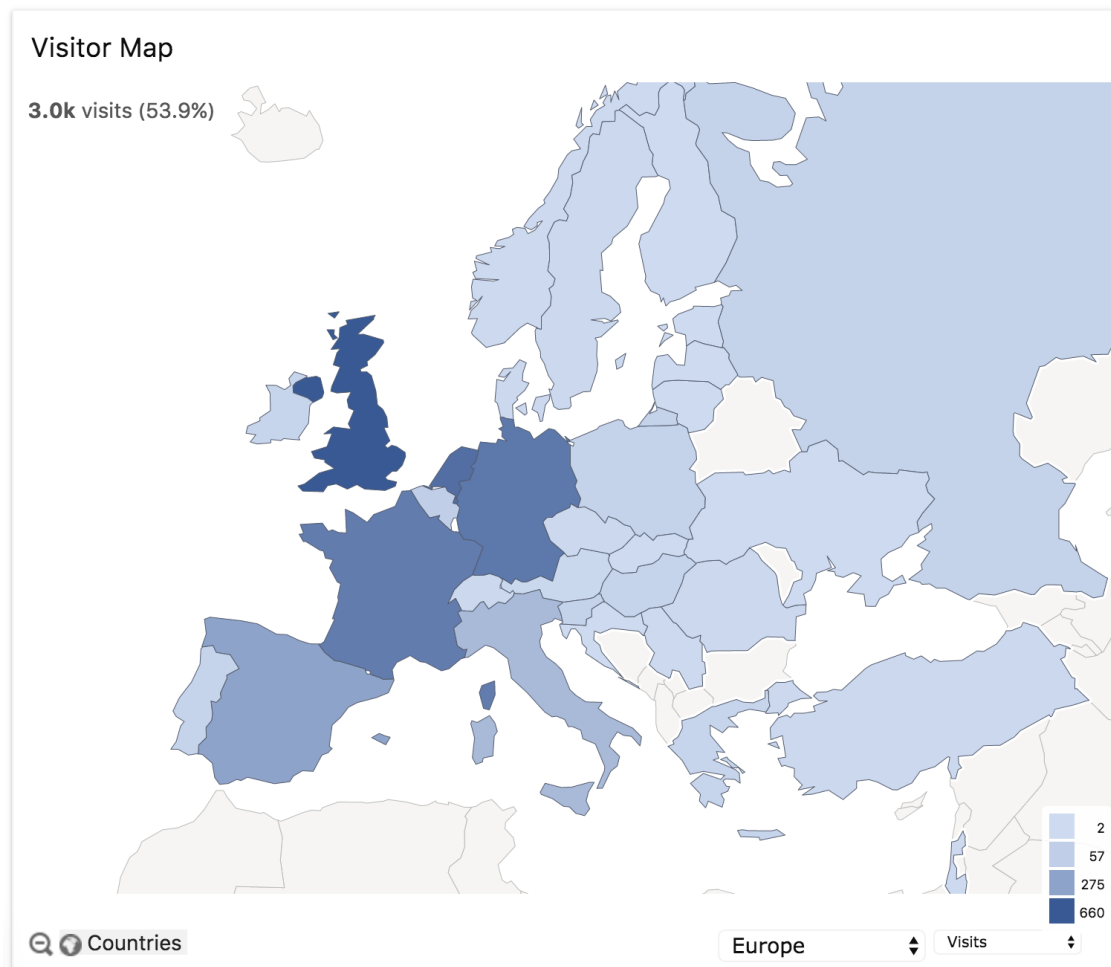 Visitor Map
3.0k visits (53.9%)
2
57
275
660
Countries
Europe
Visits